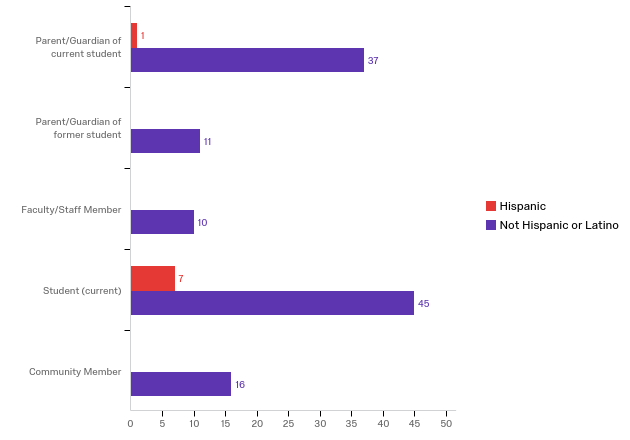 Parent/Guardian of
current student
1
37
Parent/Guardian of
former student
11
Faculty/Staff Member
10
Hispanic
Not Hispanic or Latino
Student (current)
7
45
Community Member
16
0 5 10 15 20 25 30 35 40 45 50